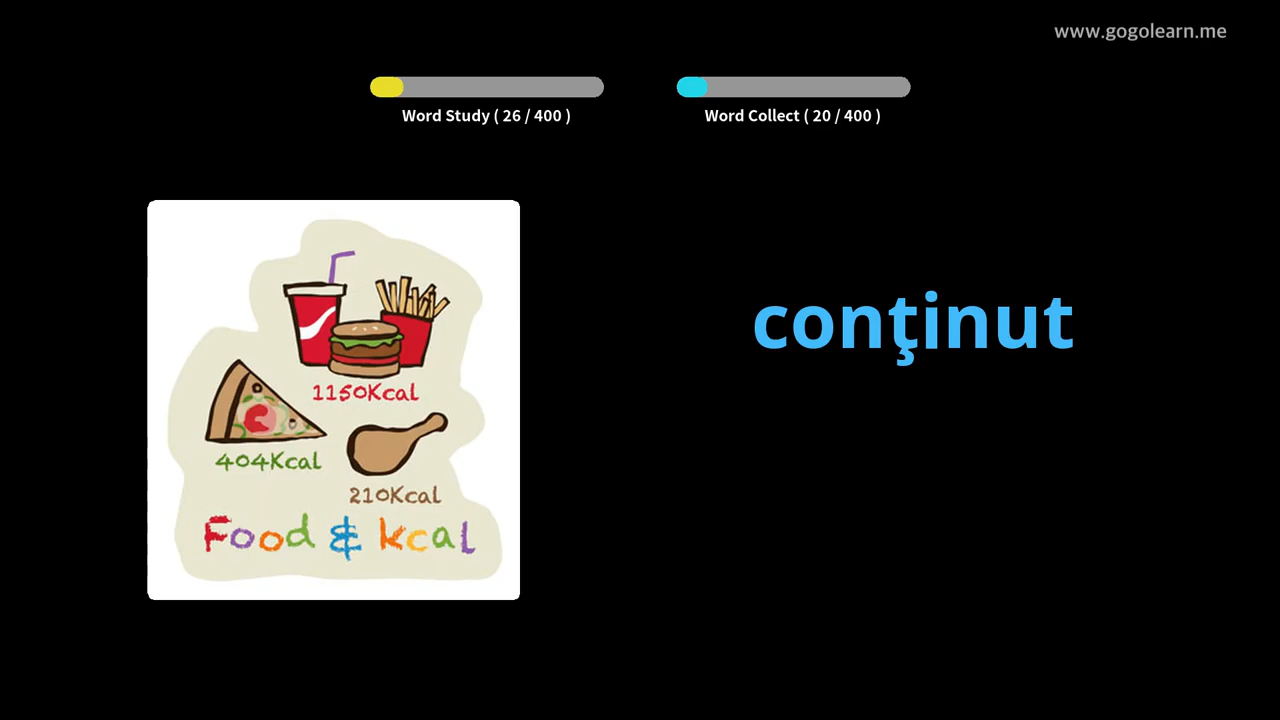 www.gogolearn.me
Word Study ( 26 / 400 )
Word Collect ( 20 / 400 )
conţinut
1150Kcal
404Kcal
210Kcal
Food & kcal